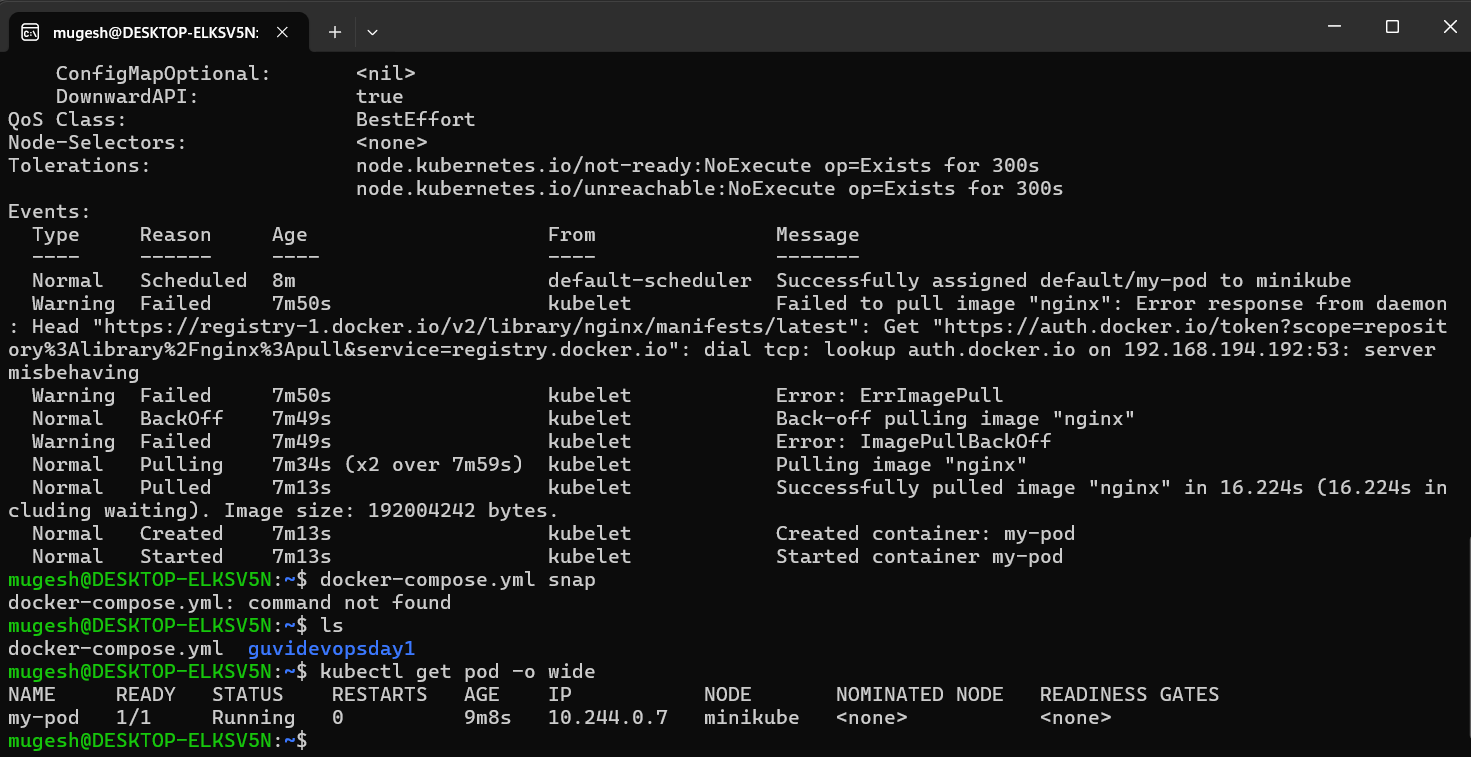 mugesh@DESKTOP-ELKSV5N:
    ConfigMapOptional:       <nil>
    DownwardAPI:             true
QoS Class:                   BestEffort
Node-Selectors:              <none>
Tolerations:                 node.kubernetes.io/not-ready:NoExecute op=Exists for 300s
                             node.kubernetes.io/unreachable:NoExecute op=Exists for 300s
Events:
  Type     Reason     Age                    From               Message
  ----     ------     ----                   ----               -------
  Normal   Scheduled  8m                     default-scheduler  Successfully assigned default/my-pod to minikube
  Warning  Failed     7m50s                  kubelet            Failed to pull image "nginx": Error response from daemon
: Head "https://registry-1.docker.io/v2/library/nginx/manifests/latest": Get "https://auth.docker.io/token?scope=reposit
ory%3Alibrary%2Fnginx%3Apull&service=registry.docker.io": dial tcp: lookup auth.docker.io on 192.168.194.192:53: server
misbehaving
  Warning  Failed     7m50s                  kubelet            Error: ErrImagePull
  Normal   BackOff    7m49s                  kubelet            Back-off pulling image "nginx"
  Warning  Failed     7m49s                  kubelet            Error: ImagePullBackOff
  Normal   Pulling    7m34s (x2 over 7m59s)  kubelet            Pulling image "nginx"
  Normal   Pulled     7m13s                  kubelet            Successfully pulled image "nginx" in 16.224s (16.224s in
cluding waiting). Image size: 192004242 bytes.
  Normal   Created    7m13s                  kubelet            Created container: my-pod
  Normal   Started    7m13s                  kubelet            Started container my-pod
mugesh@DESKTOP-ELKSV5N:~$ docker-compose.yml snap
docker-compose.yml: command not found
mugesh@DESKTOP-ELKSV5N:~$ ls
docker-compose.yml  guvidevopsday1
mugesh@DESKTOP-ELKSV5N:~$ kubectl get pod -o wide
NAME     READY   STATUS    RESTARTS   AGE    IP           NODE       NOMINATED NODE   READINESS GATES
my-pod   1/1     Running   0          9m8s   10.244.0.7   minikube   <none>           <none>
mugesh@DESKTOP-ELKSV5N:~$